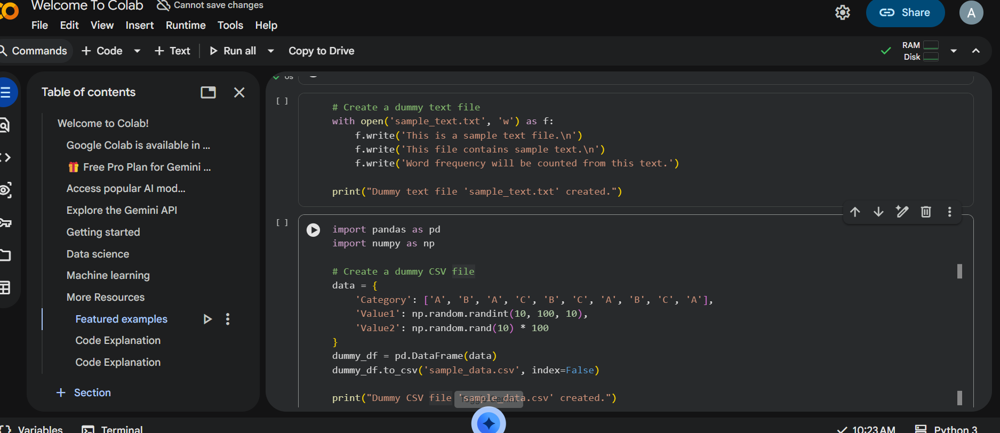 Welcome To Colab
Cannot save changes
File Edit View Insert Runtime Tools Help
Share
A
Commands + Code + Text Run all Copy to Drive
RAM
Disk
Table of contents
Welcome to Colab!
Google Colab is available in ...
🎁 Free Pro Plan for Gemini ...
Access popular AI mod...
Explore the Gemini API
Getting started
Data science
Machine learning
More Resources
Featured examples
Code Explanation
Code Explanation
+ Section
0s
[ ]
# Create a dummy text file
with open('sample_text.txt', 'w') as f:
    f.write('This is a sample text file.\n')
    f.write('This file contains sample text.\n')
    f.write('Word frequency will be counted from this text.')
print("Dummy text file 'sample_text.txt' created.")
[ ]
import pandas as pd
import numpy as np
# Create a dummy CSV file
data = {
    'Category': ['A', 'B', 'A', 'C', 'B', 'C', 'A', 'B', 'C', 'A'],
    'Value1': np.random.randint(10, 100, 10),
    'Value2': np.random.rand(10) * 100
}
dummy_df = pd.DataFrame(data)
dummy_df.to_csv('sample_data.csv', index=False)
print("Dummy CSV file 'sample_data.csv' created.")
Toggle Gemini
Variables Terminal
10:23 AM Python 3